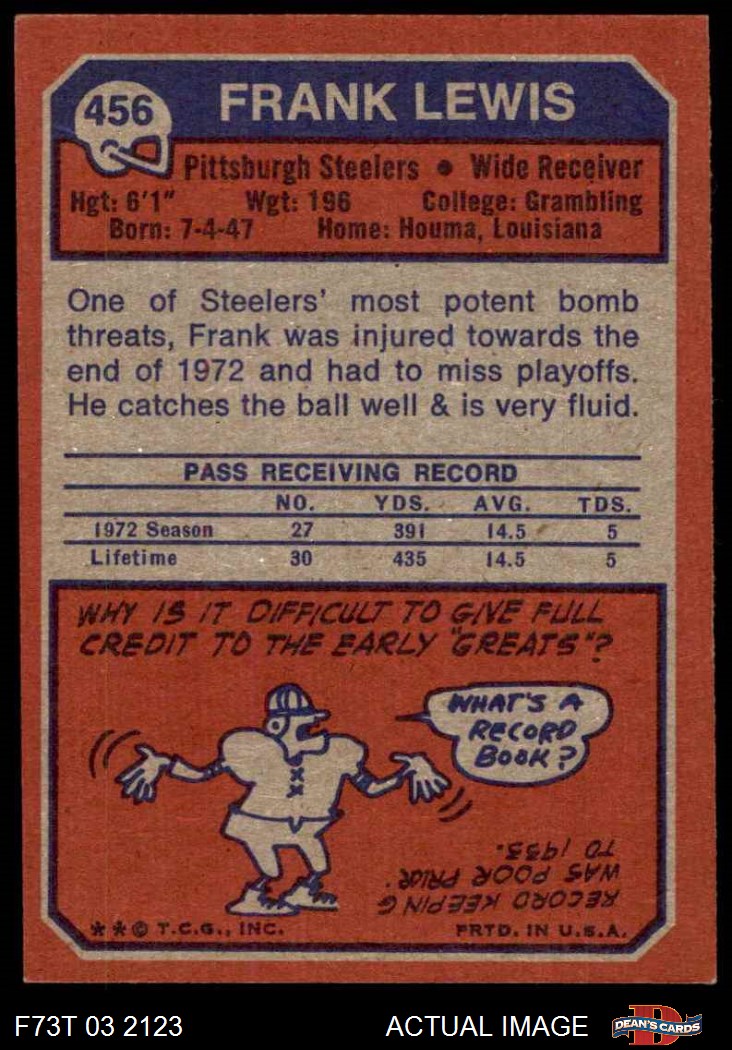 456
FRANK LEWIS
Pittsburgh Steelers • Wide Receiver
Hgt: 6'1" Wgt: 196 College: Grambling
Born: 7-4-47 Home: Houma, Louisiana
One of Steelers' most potent bomb
threats, Frank was injured towards the
end of 1972 and had to miss playoffs.
He catches the ball well & is very fluid.
PASS RECEIVING RECORD
NO. YDS. AVG. TDS.
1972 Season 27 391 14.5 5
Lifetime 30 435 14.5 5
WHY IS IT DIFFICULT TO GIVE FULL
CREDIT TO THE EARLY "GREATS"?
WHAT'S A
RECORD
BOOK?
RECORD KEEPING
WAS POOR PRIOR
TO 1933.
**© T.C.G., INC. PRTD. IN U.S.A.
F73T 03 2123 ACTUAL IMAGE
D
DEAN'S CARDS